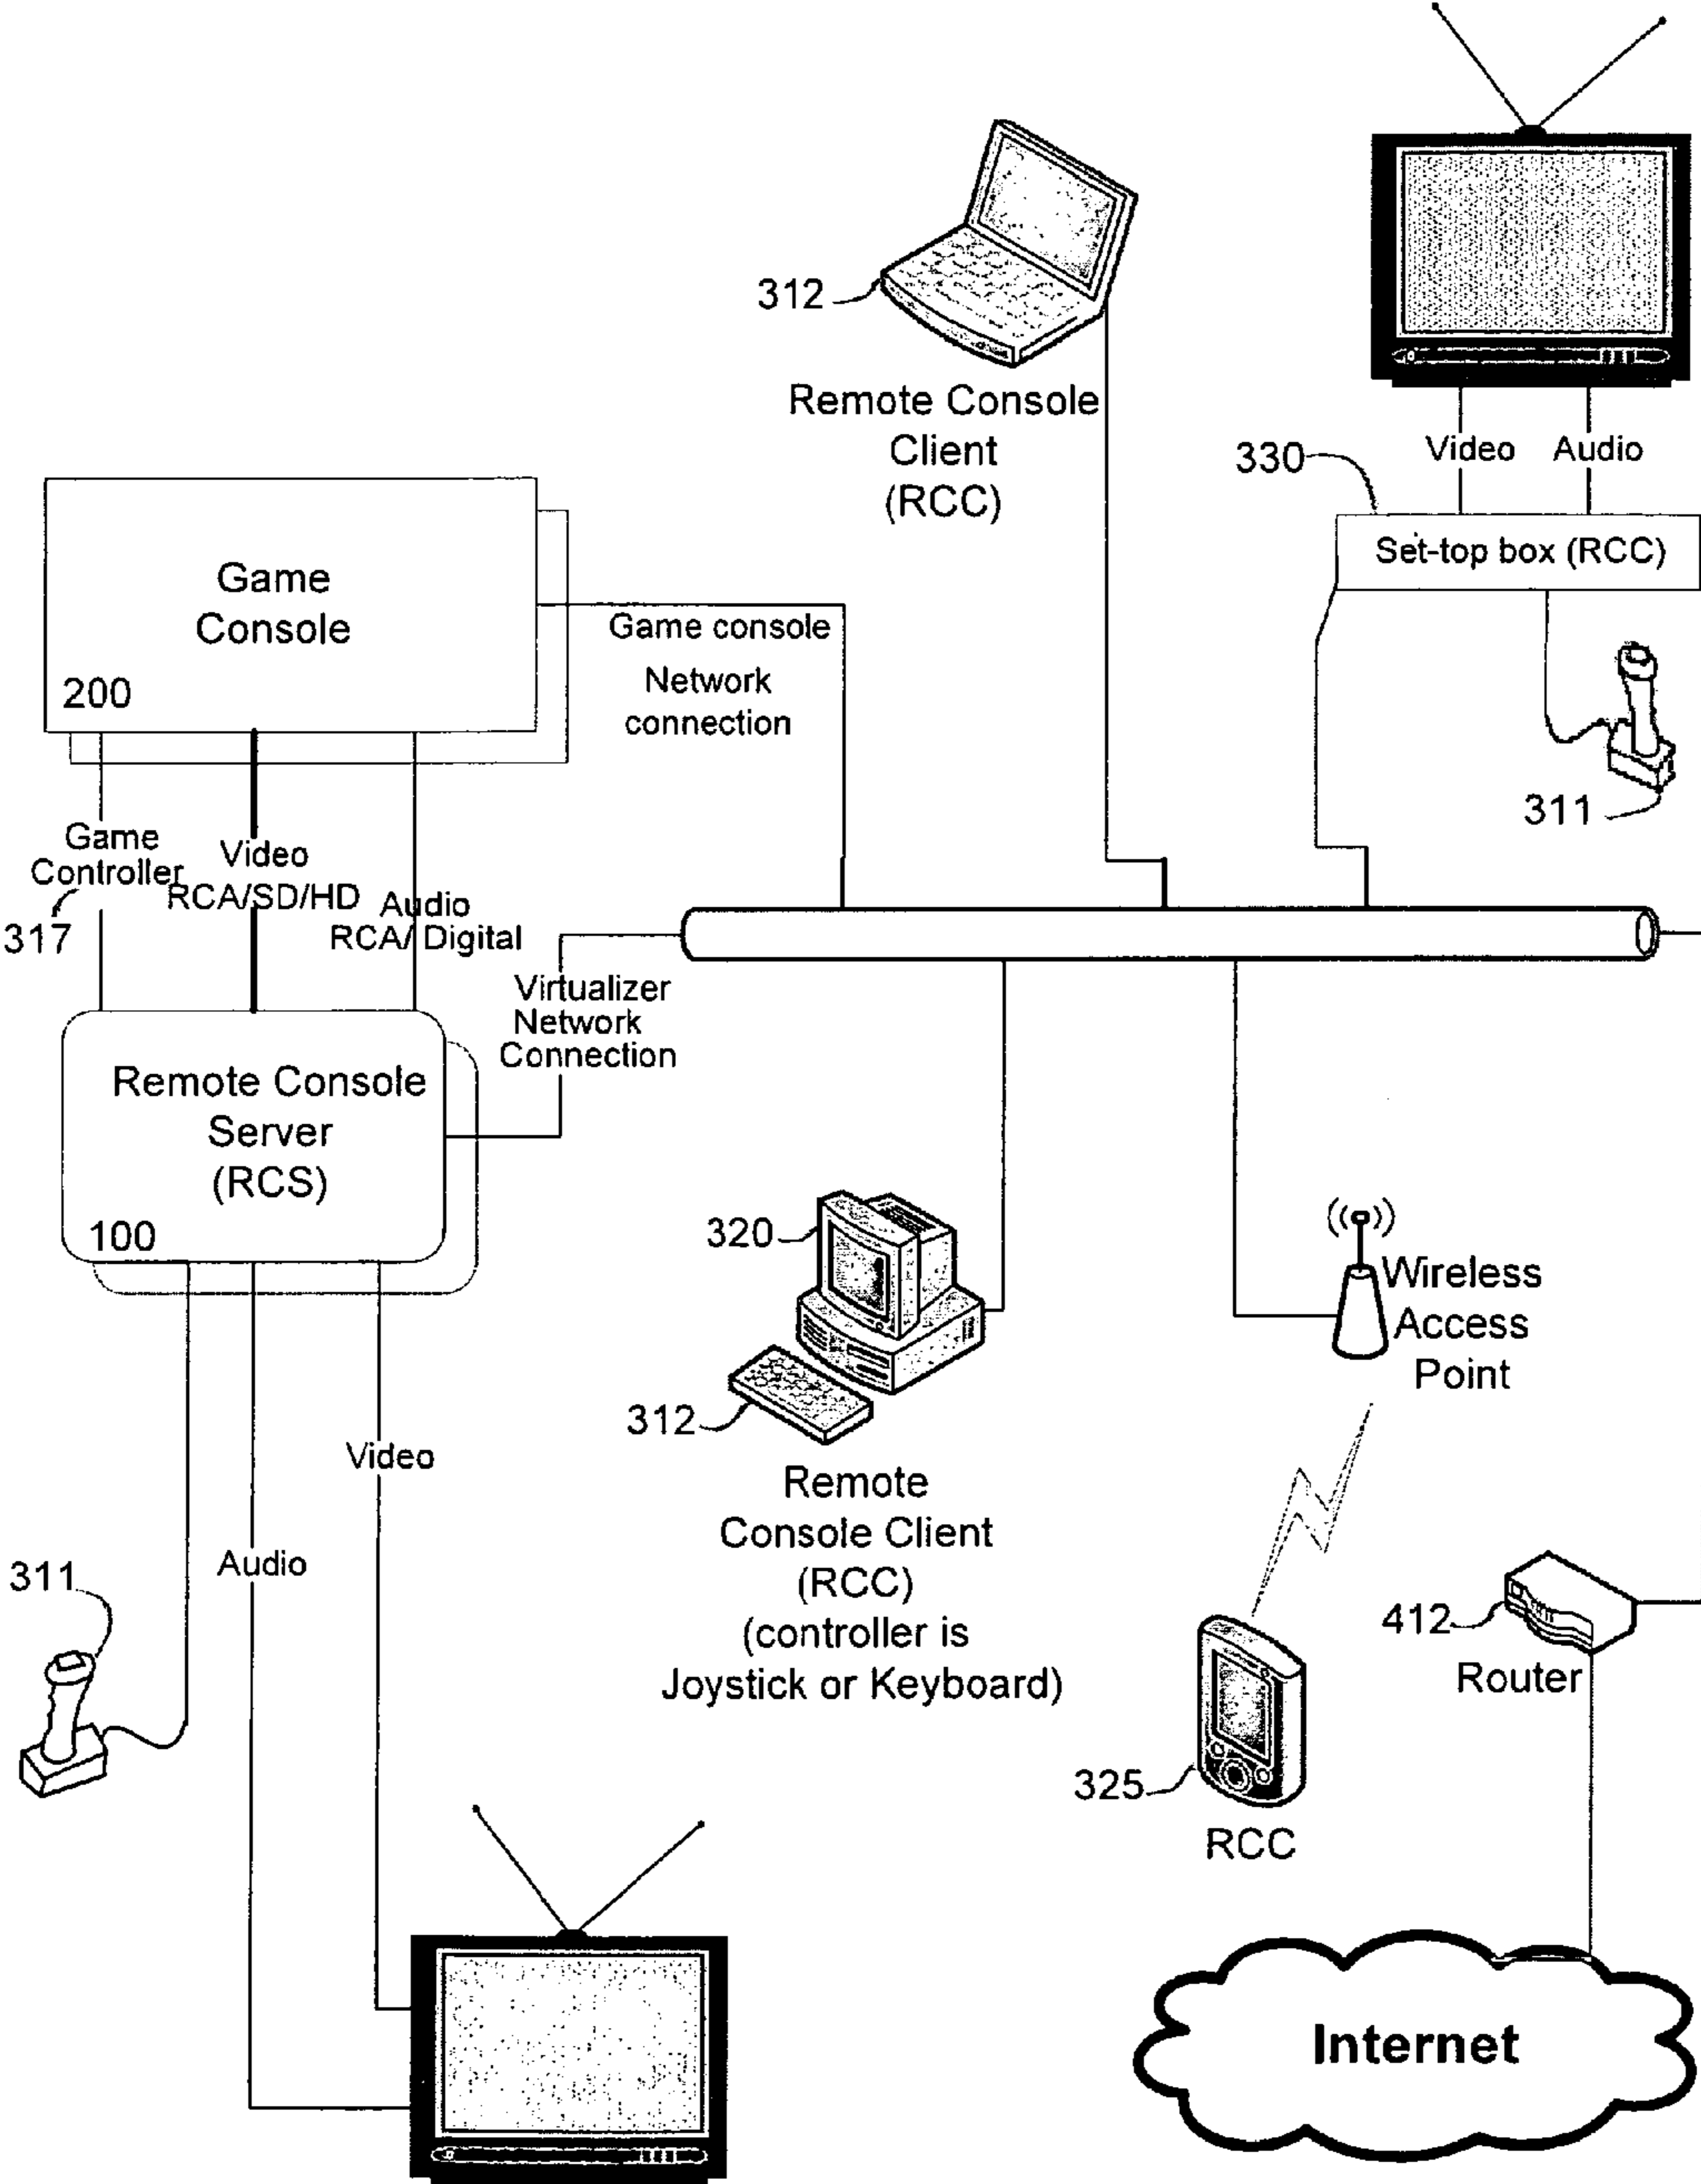 312
Remote Console
Client
(RCC)
330
Video
Audio
Set-top box (RCC)
311
Game
Console
200
Game console
Network
connection
Game
Controller
317
Video
RCA/SD/HD
Audio
RCA/ Digital
Virtualizer
Network
Connection
Remote Console
Server
(RCS)
100
320
312
Remote
Console Client
(RCC)
(controller is
Joystick or Keyboard)
Wireless
Access
Point
Video
Audio
311
325
RCC
412
Router
Internet